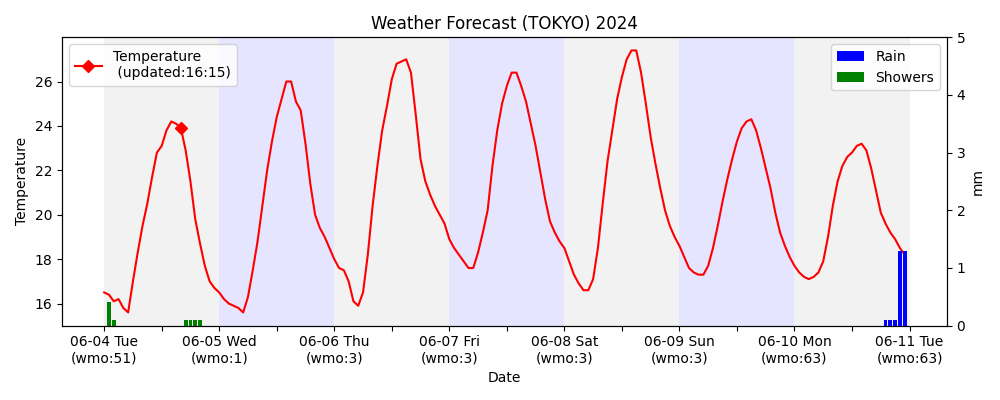 Weather Forecast (TOKYO) 2024
Temperature
(updated:16:15)
Rain
Showers
Temperature
26
24
22
20
18
16
5
4
3
2
1
0
mm
06-04 Tue
(wmo:51)
06-05 Wed
(wmo:1)
06-06 Thu
(wmo:3)
06-07 Fri
(wmo:3)
06-08 Sat
(wmo:3)
06-09 Sun
(wmo:3)
06-10 Mon
(wmo:63)
06-11 Tue
(wmo:63)
Date